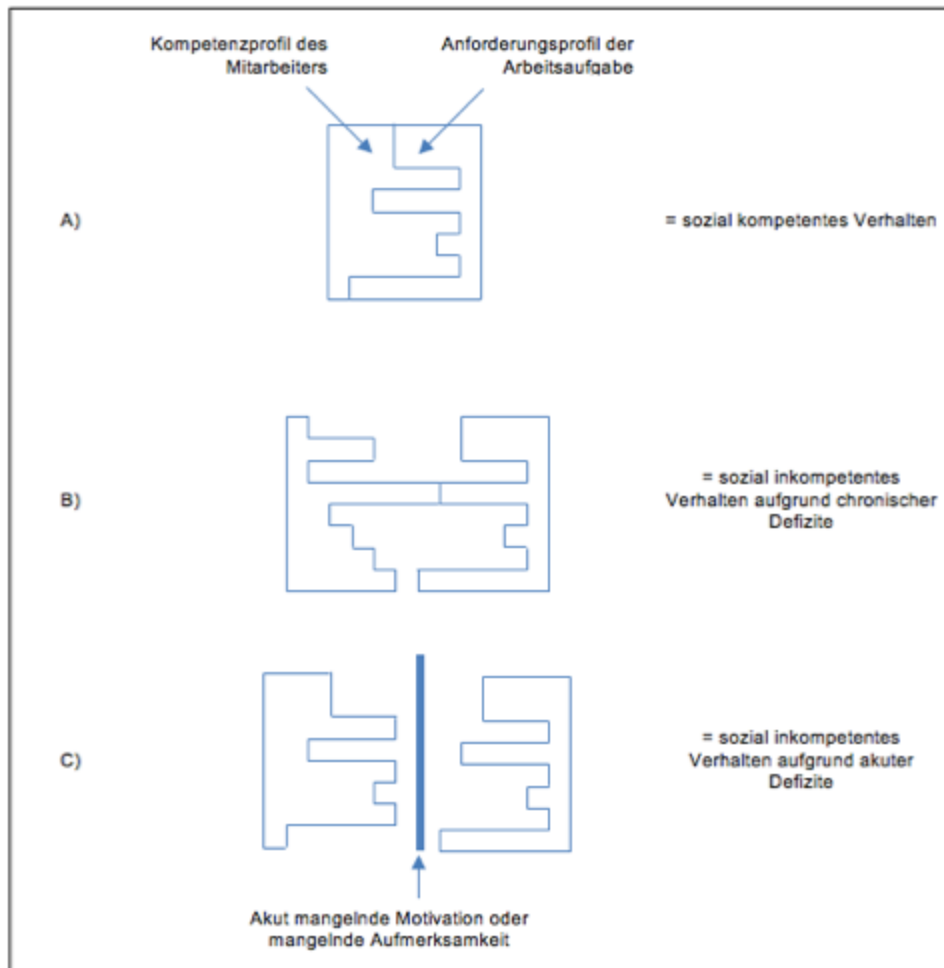 Kompetenzprofil des
Mitarbeiters
Anforderungsprofil der
Arbeitsaufgabe
A)
= sozial kompetentes Verhalten
B)
= sozial inkompetentes
Verhalten aufgrund chronischer
Defizite
C)
= sozial inkompetentes
Verhalten aufgrund akuter
Defizite
Akut mangelnde Motivation oder
mangelnde Aufmerksamkeit